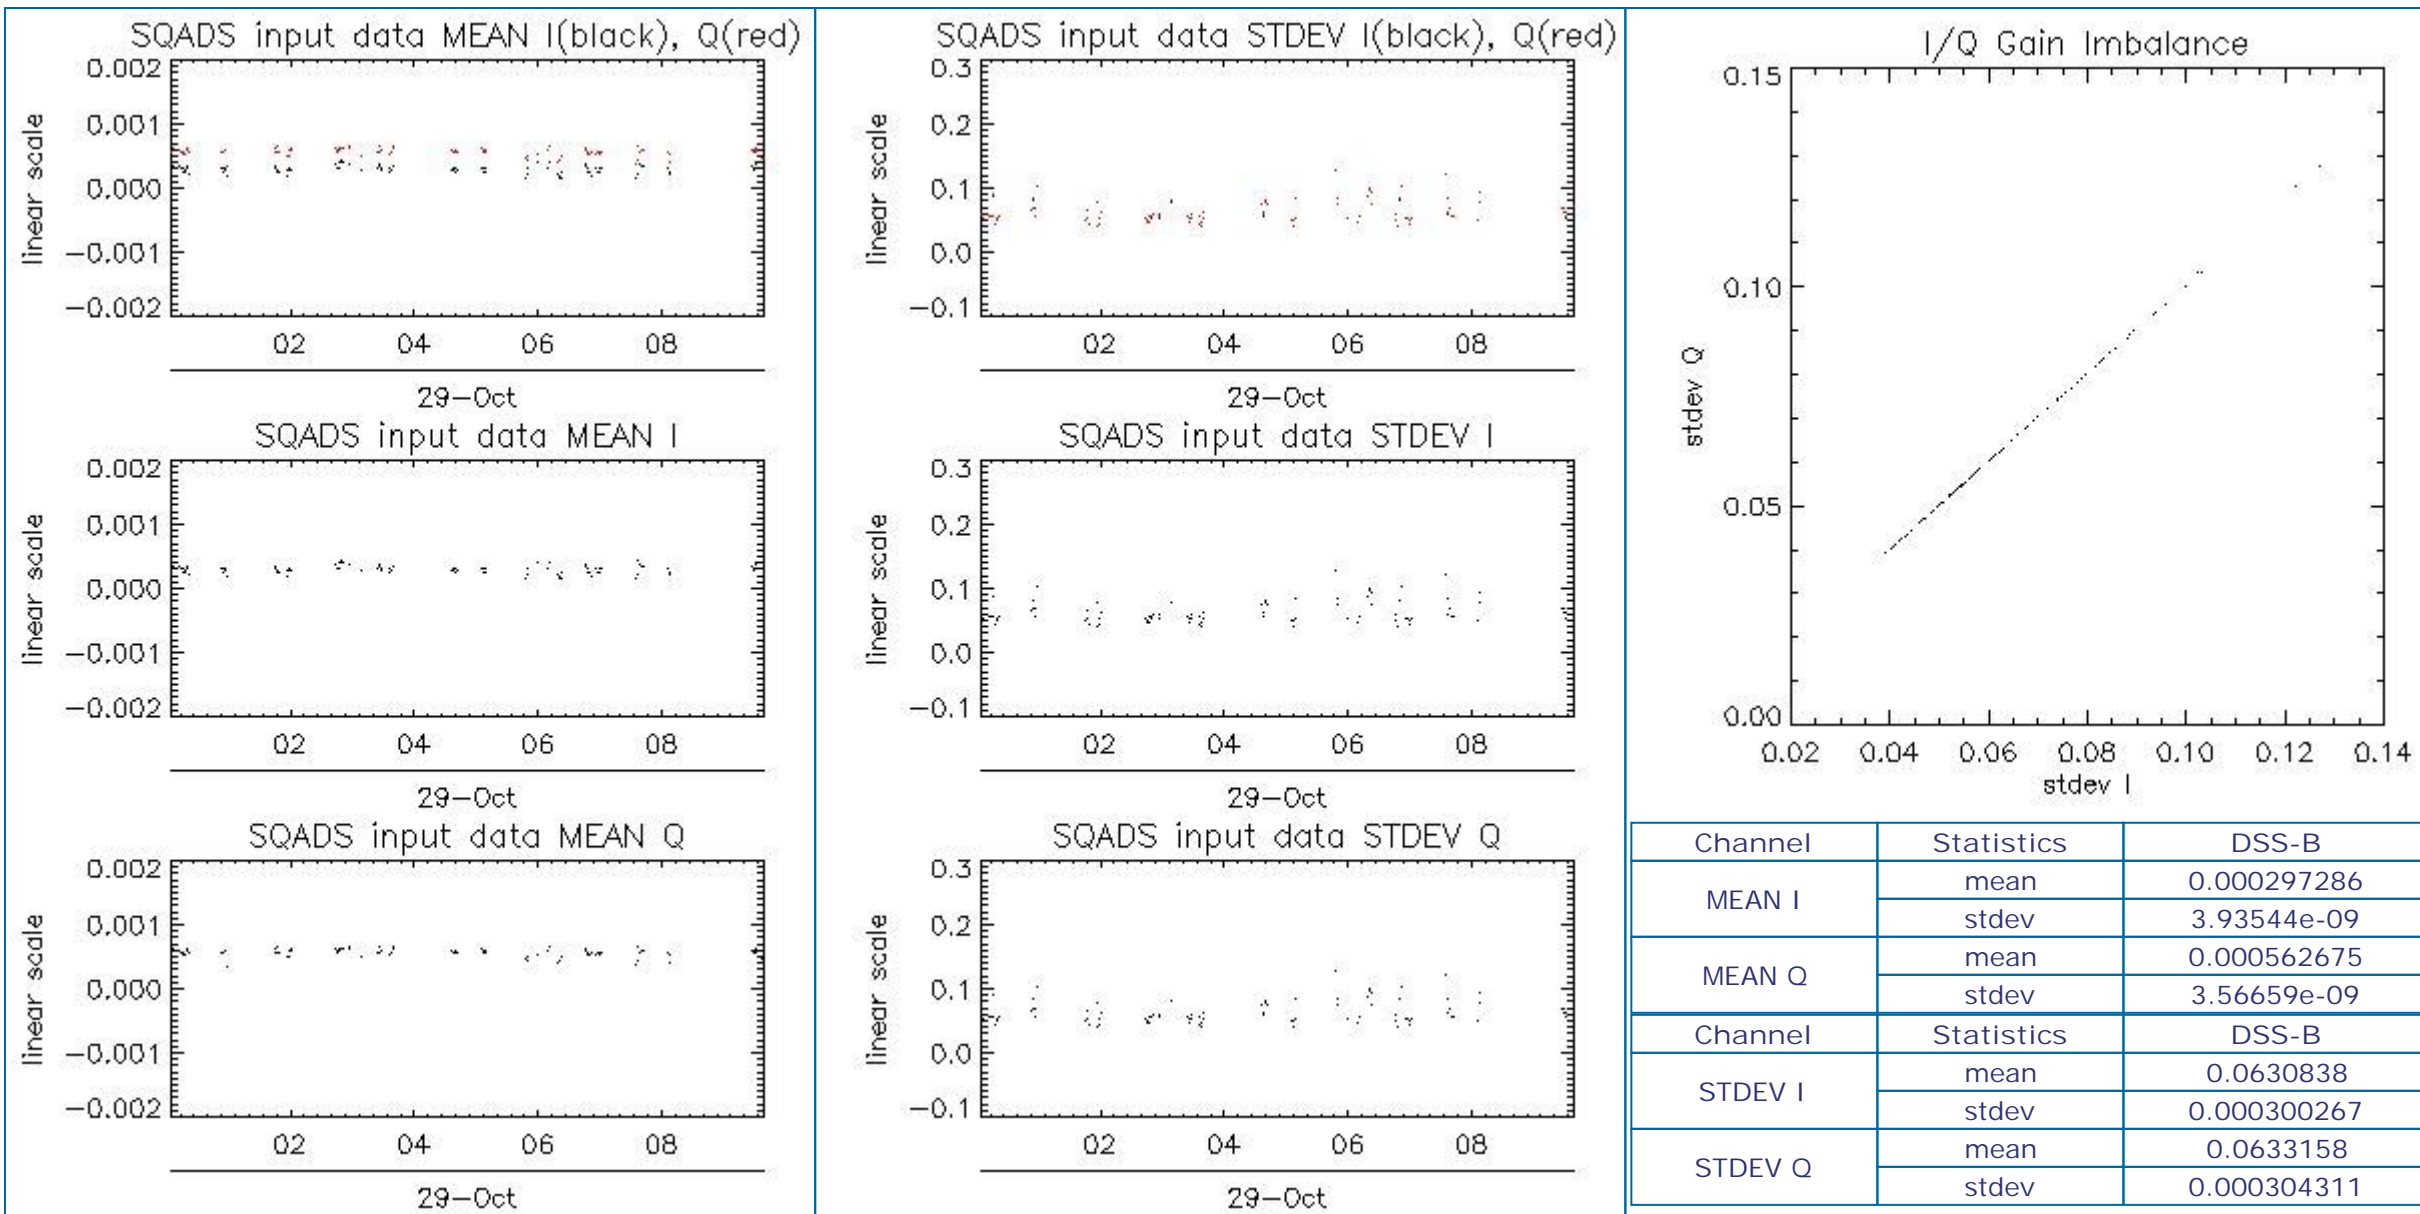 SQADS input data MEAN I(black), Q(red)
0.002
0.001
0.000
−0.001
−0.002
linear scale
02 04 06 08
29−Oct
SQADS input data MEAN I
0.002
0.001
0.000
−0.001
−0.002
linear scale
02 04 06 08
29−Oct
SQADS input data MEAN Q
0.002
0.001
0.000
−0.001
−0.002
linear scale
02 04 06 08
29−Oct
SQADS input data STDEV I(black), Q(red)
0.3
0.2
0.1
0.0
−0.1
linear scale
02 04 06 08
29−Oct
SQADS input data STDEV I
0.3
0.2
0.1
0.0
−0.1
linear scale
02 04 06 08
29−Oct
SQADS input data STDEV Q
0.3
0.2
0.1
0.0
−0.1
linear scale
02 04 06 08
29−Oct
I/Q Gain Imbalance
0.15
0.10
0.05
0.00
stdev Q
0.02 0.04 0.06 0.08 0.10 0.12 0.14
stdev I
Channel Statistics DSS-B
MEAN I mean 0.000297286
stdev 3.93544e-09
MEAN Q mean 0.000562675
stdev 3.56659e-09
Channel Statistics DSS-B
STDEV I mean 0.0630838
stdev 0.000300267
STDEV Q mean 0.0633158
stdev 0.000304311